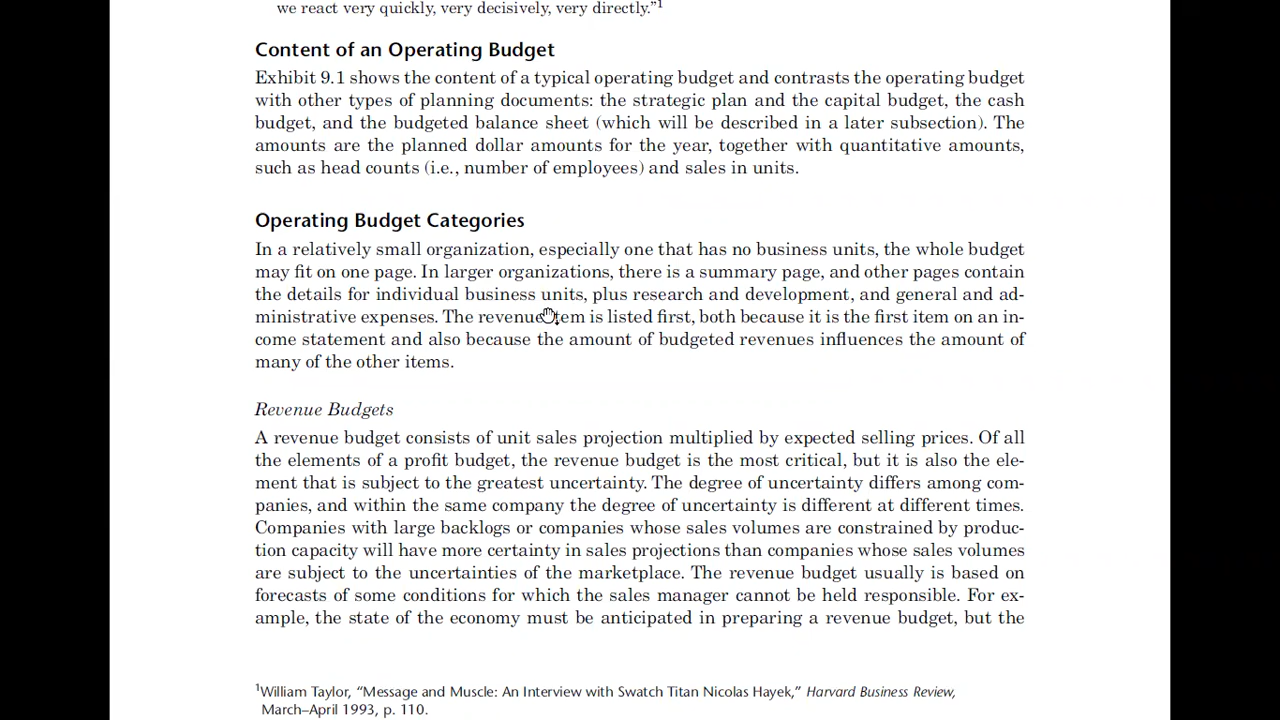 we react very quickly, very decisively, very directly.”1
Content of an Operating Budget
Exhibit 9.1 shows the content of a typical operating budget and contrasts the operating budget
with other types of planning documents: the strategic plan and the capital budget, the cash
budget, and the budgeted balance sheet (which will be described in a later subsection). The
amounts are the planned dollar amounts for the year, together with quantitative amounts,
such as head counts (i.e., number of employees) and sales in units.
Operating Budget Categories
In a relatively small organization, especially one that has no business units, the whole budget
may fit on one page. In larger organizations, there is a summary page, and other pages contain
the details for individual business units, plus research and development, and general and ad-
ministrative expenses. The revenue item is listed first, both because it is the first item on an in-
come statement and also because the amount of budgeted revenues influences the amount of
many of the other items.
Revenue Budgets
A revenue budget consists of unit sales projection multiplied by expected selling prices. Of all
the elements of a profit budget, the revenue budget is the most critical, but it is also the ele-
ment that is subject to the greatest uncertainty. The degree of uncertainty differs among com-
panies, and within the same company the degree of uncertainty is different at different times.
Companies with large backlogs or companies whose sales volumes are constrained by produc-
tion capacity will have more certainty in sales projections than companies whose sales volumes
are subject to the uncertainties of the marketplace. The revenue budget usually is based on
forecasts of some conditions for which the sales manager cannot be held responsible. For ex-
ample, the state of the economy must be anticipated in preparing a revenue budget, but the
1William Taylor, “Message and Muscle: An Interview with Swatch Titan Nicolas Hayek,” Harvard Business Review,
March–April 1993, p. 110.